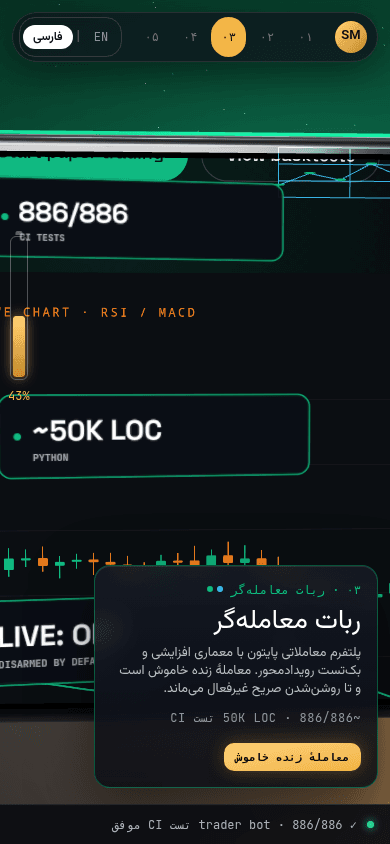 SM
۰۱
۰۲
۰۳
۰۴
۰۵
EN | فارسی
View backtests
886/886
CI TESTS
CHART · RSI / MACD
43%
~50K LOC
PYTHON
LIVE:
DISARMED BY
۰۳ · ربات معامله‌گر
ربات معامله‌گر
پلتفرم معاملاتی پایتون با معماری افزایشی و
بک‌تست رویدادمحور. معاملهٔ زنده خاموش است
و تا روشن‌شدن صریح غیرفعال می‌ماند.
~50K LOC · 886/886 تست CI
معاملهٔ زنده خاموش
✓ trader bot · 886/886 تست CI موفق